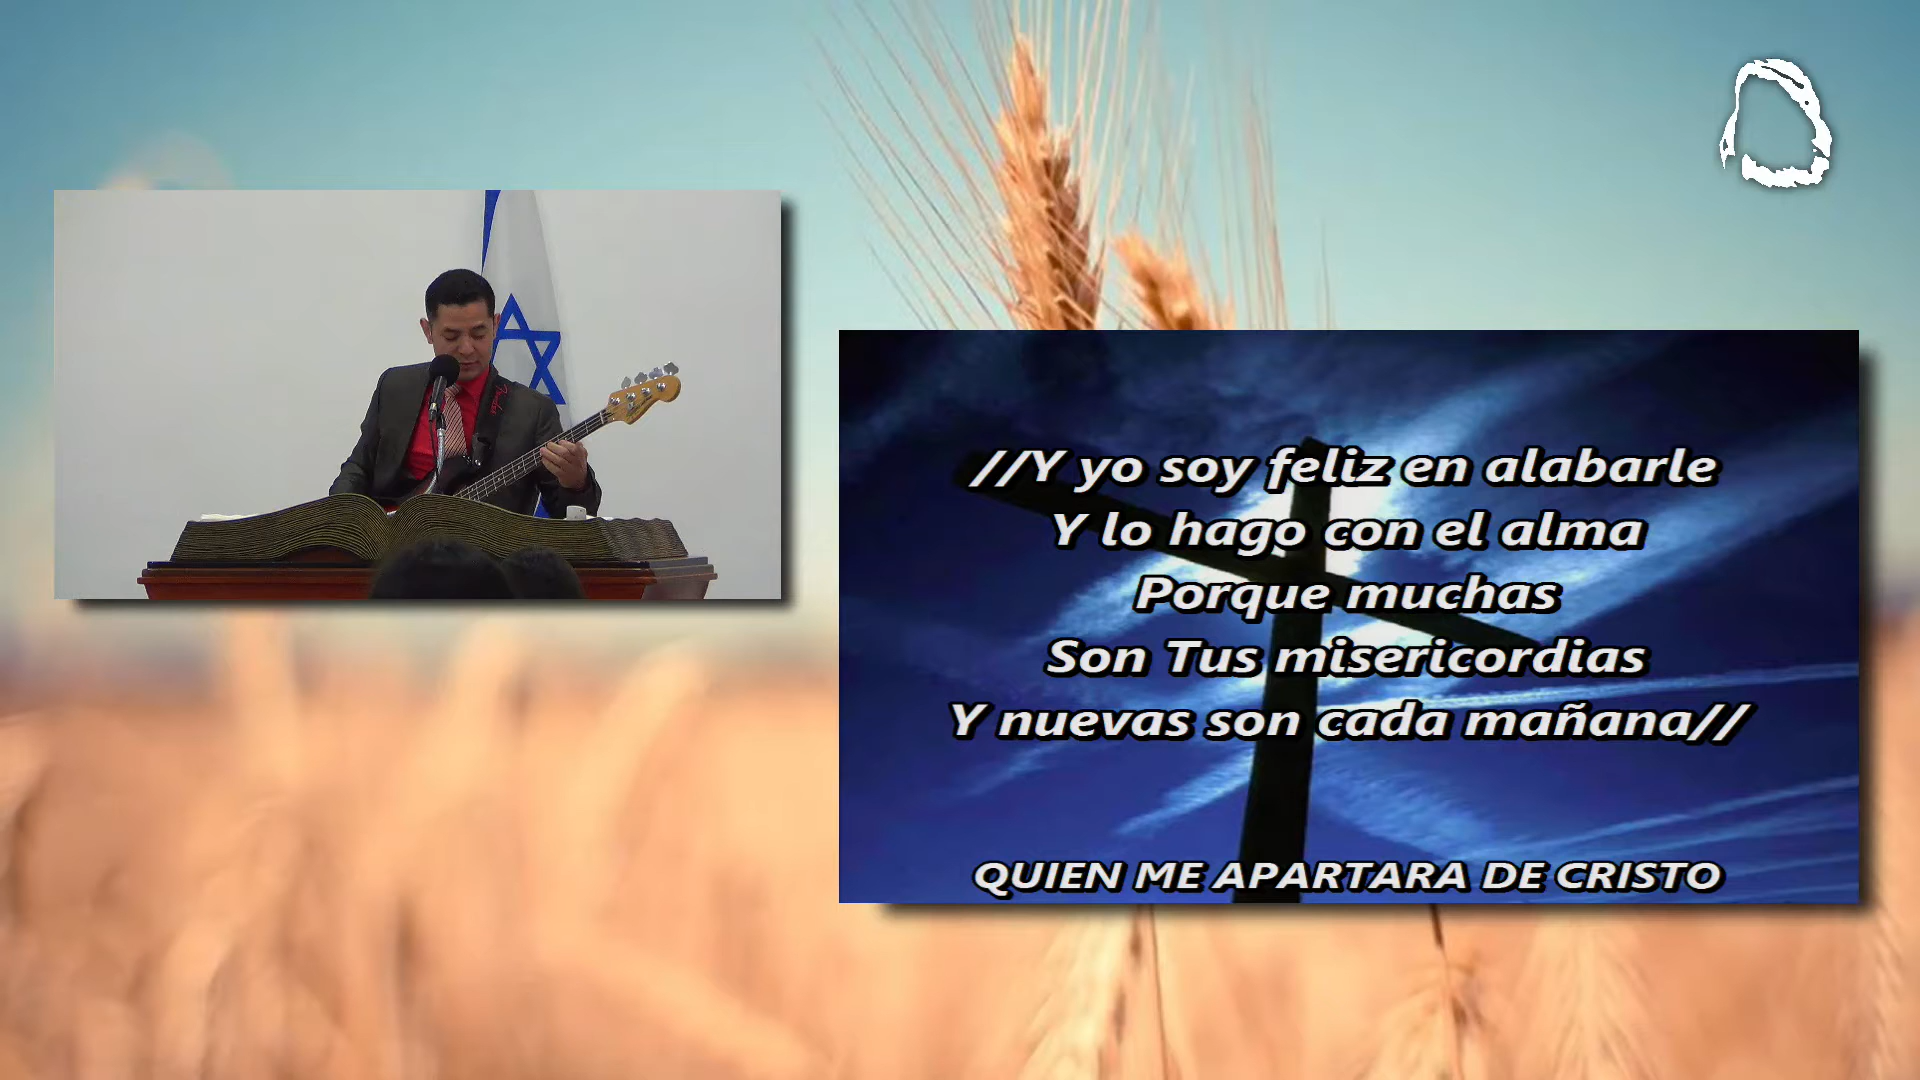 //Y yo soy feliz en alabarle
Y lo hago con el alma
Porque muchas
Son Tus misericordias
Y nuevas son cada mañana//
QUIEN ME APARTARA DE CRISTO